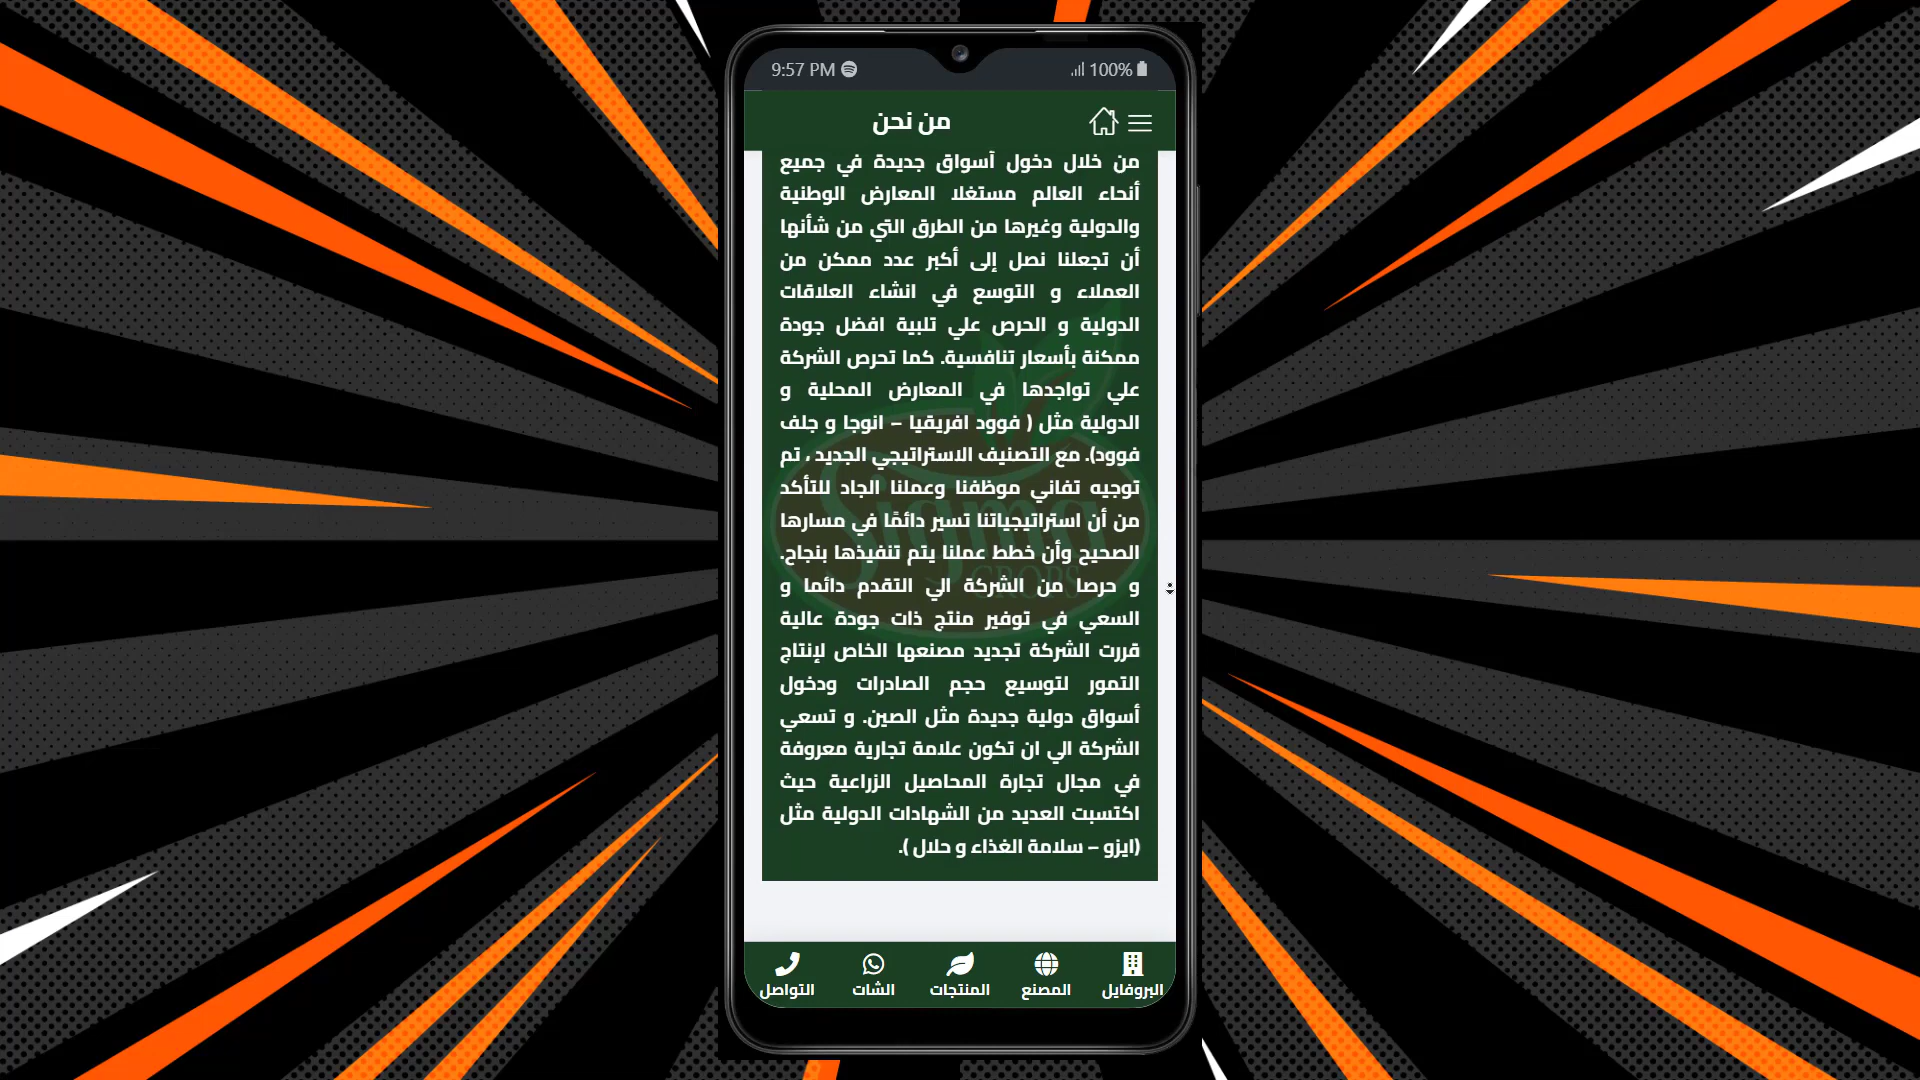 9:57 PM
100%
من نحن
من خلال دخول أسواق جديدة في جميع
أنحاء العالم مستغلا المعارض الوطنية
والدولية وغيرها من الطرق التي من شأنها
أن تجعلنا نصل إلى أكبر عدد ممكن من
العملاء و التوسع في انشاء العلاقات
الدولية و الحرص علي تلبية افضل جودة
ممكنة بأسعار تنافسية. كما تحرص الشركة
علي تواجدها في المعارض المحلية و
الدولية مثل ( فوود افريقيا – انوجا و جلف
فوود). مع التصنيف الاستراتيجي الجديد ، تم
توجيه تفاني موظفنا وعملنا الجاد للتأكد
من أن استراتيجياتنا تسير دائمًا في مسارها
الصحيح وأن خطط عملنا يتم تنفيذها بنجاح.
و حرصا من الشركة الي التقدم دائما و
السعي في توفير منتج ذات جودة عالية
قررت الشركة تجديد مصنعها الخاص لإنتاج
التمور لتوسيع حجم الصادرات ودخول
أسواق دولية جديدة مثل الصين. و تسعي
الشركة الي ان تكون علامة تجارية معروفة
في مجال تجارة المحاصيل الزراعية حيث
اكتسبت العديد من الشهادات الدولية مثل
(ايزو – سلامة الغذاء و حلال ).
Sigma
CROPS
البروفايل
المصنع
المنتجات
الشات
التواصل